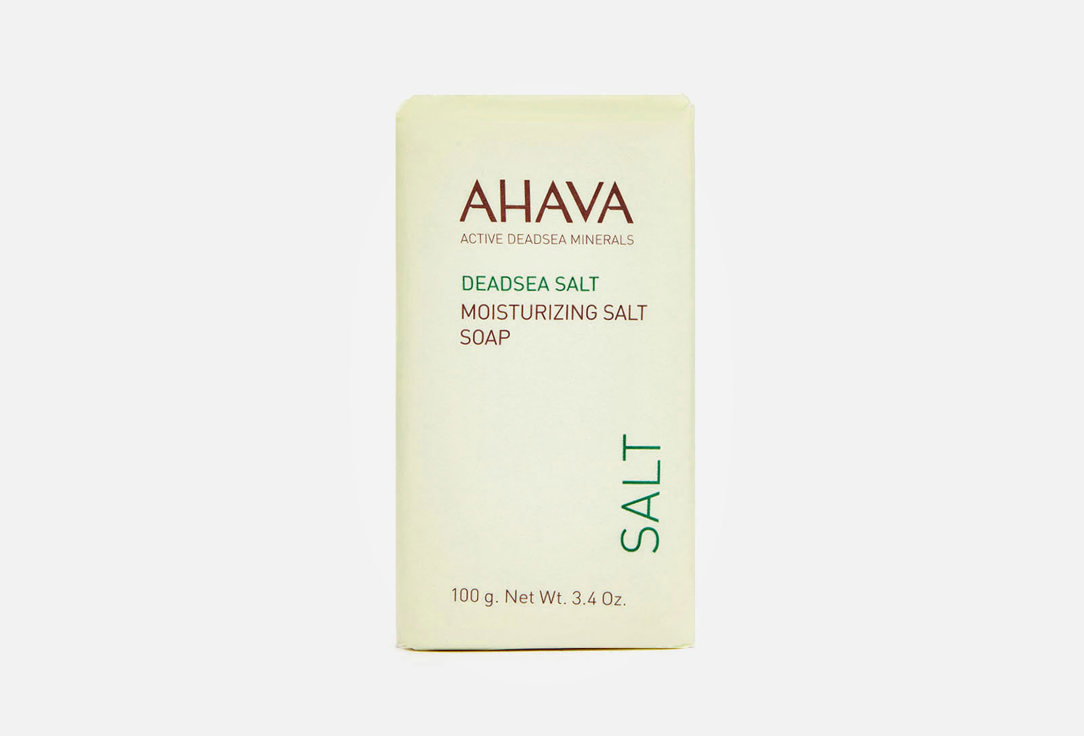 AHAVA
ACTIVE DEADSEA MINERALS
DEADSEA SALT
MOISTURIZING SALT
SOAP
SALT
100 g. Net Wt. 3.4 Oz.